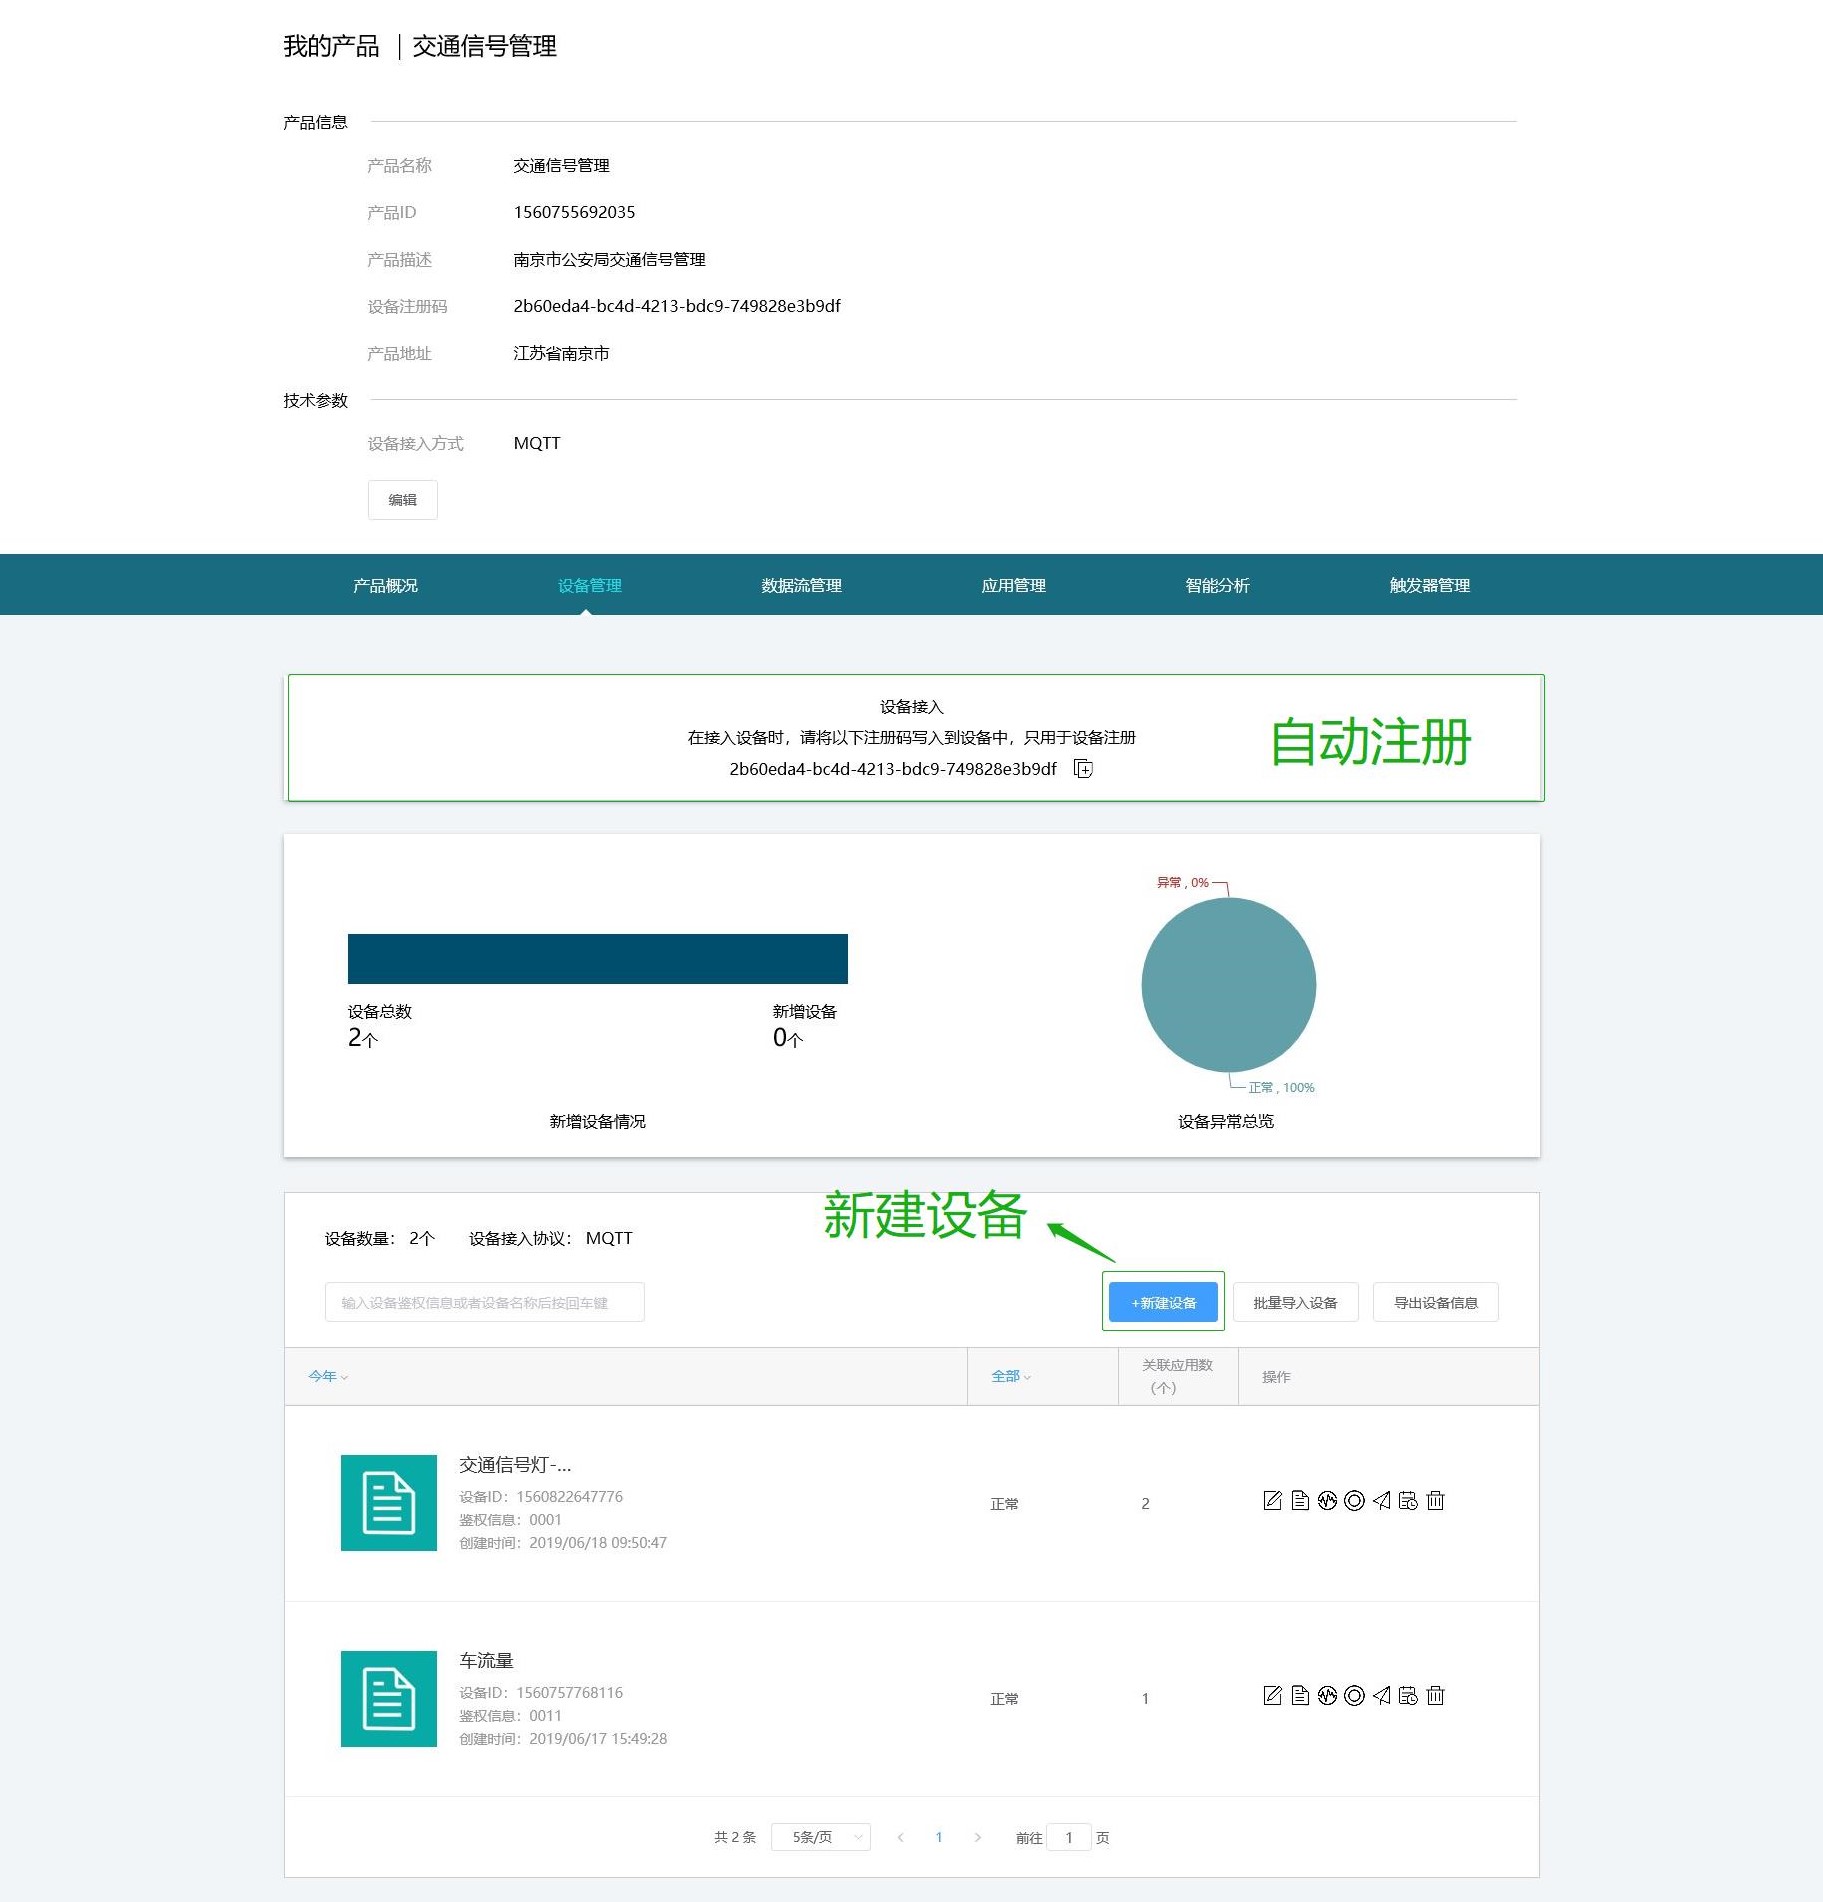 我的产品 ｜交通信号管理
产品信息
产品名称 交通信号管理
产品ID 1560755692035
产品描述 南京市公安局交通信号管理
设备注册码 2b60eda4-bc4d-4213-bdc9-749828e3b9df
产品地址 江苏省南京市
技术参数
设备接入方式 MQTT
编辑
产品概况 设备管理 数据流管理 应用管理 智能分析 触发器管理
设备接入
在接入设备时，请将以下注册码写入到设备中，只用于设备注册
2b60eda4-bc4d-4213-bdc9-749828e3b9df
自动注册
异常 , 0%
设备总数 新增设备
2个 0个
正常 , 100%
新增设备情况 设备异常总览
新建设备
设备数量： 2个 设备接入协议： MQTT
输入设备鉴权信息或者设备名称后按回车键 +新建设备 批量导入设备 导出设备信息
今年 全部 关联应用数
（个） 操作
交通信号灯-...
设备ID：1560822647776
鉴权信息：0001
创建时间：2019/06/18 09:50:47
正常 2
车流量
设备ID：1560757768116
鉴权信息：0011
创建时间：2019/06/17 15:49:28
正常 1
共 2 条 5条/页 1 前往 1 页